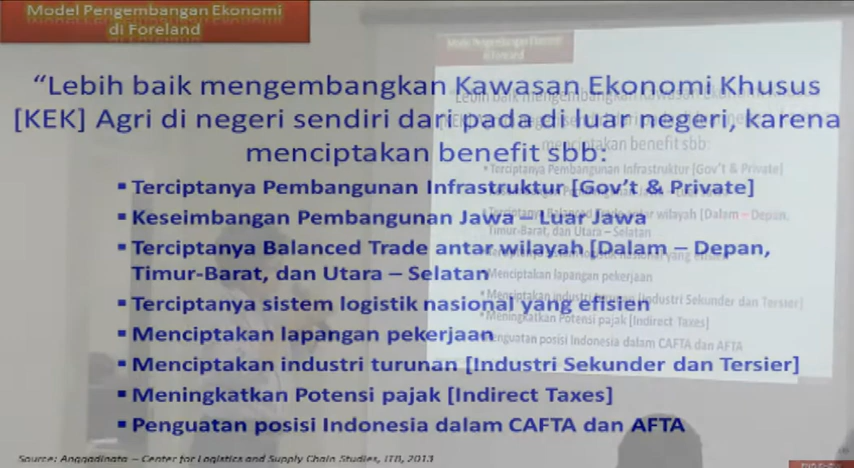 Model Pengembangan Ekonomi
di Foreland
“Lebih baik mengembangkan Kawasan Ekonomi Khusus
[KEK] Agri di negeri sendiri dari pada di luar negeri, karena
menciptakan benefit sbb:
▪ Terciptanya Pembangunan Infrastruktur [Gov’t & Private]
▪ Keseimbangan Pembangunan Jawa – Luar Jawa
▪ Terciptanya Balanced Trade antar wilayah [Dalam – Depan,
Timur-Barat, dan Utara – Selatan
▪ Terciptanya sistem logistik nasional yang efisien
▪ Menciptakan lapangan pekerjaan
▪ Menciptakan industri turunan [Industri Sekunder dan Tersier]
▪ Meningkatkan Potensi pajak [Indirect Taxes]
▪ Penguatan posisi Indonesia dalam CAFTA dan AFTA
Source: Anggadinata – Center for Logistics and Supply Chain Studies, ITB, 2013